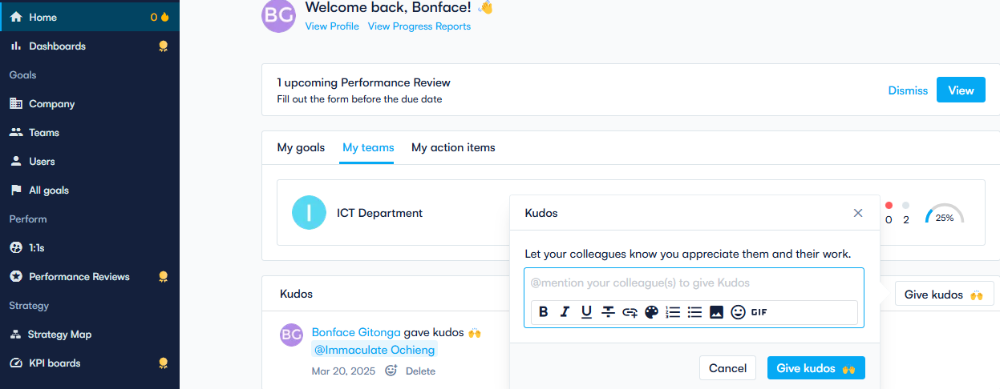 Home 0
Dashboards
Goals
Company
Teams
Users
All goals
Perform
1:1s
Performance Reviews
Strategy
Strategy Map
KPI boards
BG
Welcome back, Bonface! 👋
View Profile View Progress Reports
1 upcoming Performance Review
Fill out the form before the due date
Dismiss View
My goals My teams My action items
I ICT Department
0 2 25%
Kudos
Give kudos 🙌
BG Bonface Gitonga gave kudos 🙌
@Immaculate Ochieng
Mar 20, 2025 Delete
Kudos
Let your colleagues know you appreciate them and their work.
@mention your colleague(s) to give Kudos
B I U GIF
Cancel Give kudos 🙌